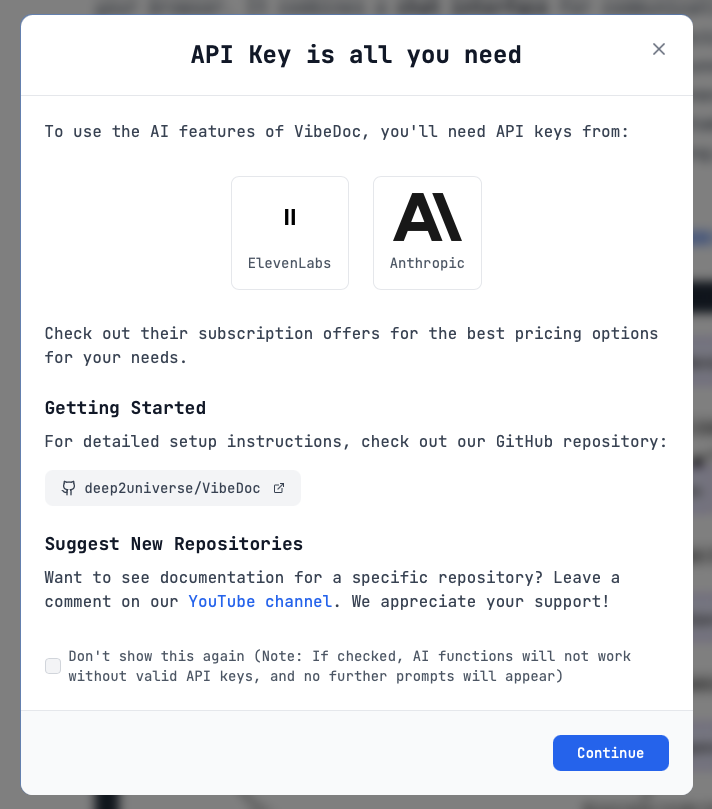 API Key is all you need
To use the AI features of VibeDoc, you'll need API keys from:
ElevenLabs
Anthropic
Check out their subscription offers for the best pricing options
for your needs.
Getting Started
For detailed setup instructions, check out our GitHub repository:
deep2universe/VibeDoc
Suggest New Repositories
Want to see documentation for a specific repository? Leave a
comment on our YouTube channel. We appreciate your support!
Don't show this again (Note: If checked, AI functions will not work
without valid API keys, and no further prompts will appear)
Continue